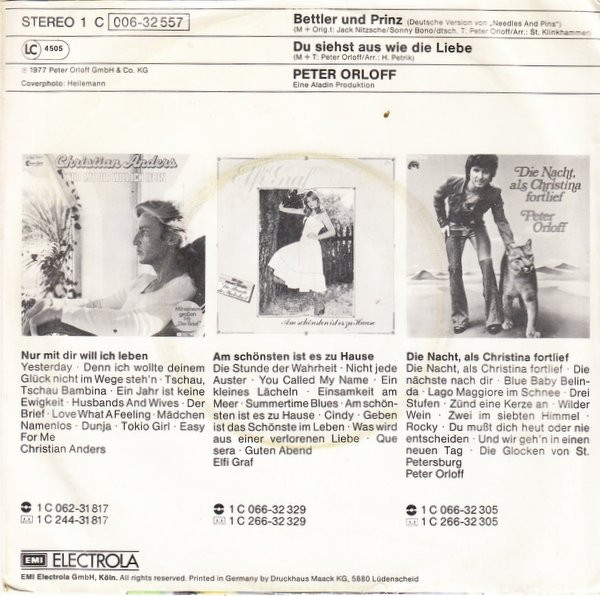 STEREO 1 C 006-32 557
LC 4505
℗ 1977 Peter Orloff GmbH & Co. KG
Coverphoto: Heilemann
Bettler und Prinz (Deutsche Version von „Needles And Pins"
(M + Orig.t: Jack Nitzsche/Sonny Bono/dtsch. T: Peter Orloff/Arr.: St. Klinkhammer)
Du siehst aus wie die Liebe
(M + T: Peter Orloff/Arr.: H. Petrik)
PETER ORLOFF
Eine Aladin Produktion
Christian Anders
NUR MIT DIR WILL ICH LEBEN
Elfi Graf
Am schönsten ist es zu Hause
Die Nacht,
als Christina
fortlief
Peter
Orloff
Nur mit dir will ich leben
Yesterday · Denn ich wollte deinem
Glück nicht im Wege steh'n · Tschau,
Tschau Bambina · Ein Jahr ist keine
Ewigkeit · Husbands And Wives · Der
Brief · Love What A Feeling · Mädchen
Namenlos · Dunja · Tokio Girl · Easy
For Me
Christian Anders
1 C 062-31 817
1 C 244-31 817
Am schönsten ist es zu Hause
Die Stunde der Wahrheit · Nicht jede
Auster · You Called My Name · Ein
kleines Lächeln · Einsamkeit am
Meer · Summertime Blues · Am schön-
sten ist es zu Hause · Cindy · Geben
ist das Schönste im Leben · Was wird
aus einer verlorenen Liebe · Que
sera · Guten Abend
Elfi Graf
1 C 066-32 329
1 C 266-32 329
Die Nacht, als Christina fortlief
Die Nacht, als Christina fortlief · Die
nächste nach dir · Blue Baby Belin-
da · Lago Maggiore im Schnee · Drei
Stufen · Zünd eine Kerze an · Wilder
Wein · Zwei im siebten Himmel ·
Rocky · Du mußt dich heut oder nie
entscheiden · Und wir geh'n in einen
neuen Tag · Die Glocken von St.
Petersburg
Peter Orloff
1 C 066-32 305
1 C 266-32 305
EMI ELECTROLA
EMI Electrola GmbH, Köln. All rights reserved. Printed in Germany by Druckhaus Maack KG, 5880 Lüdenscheid